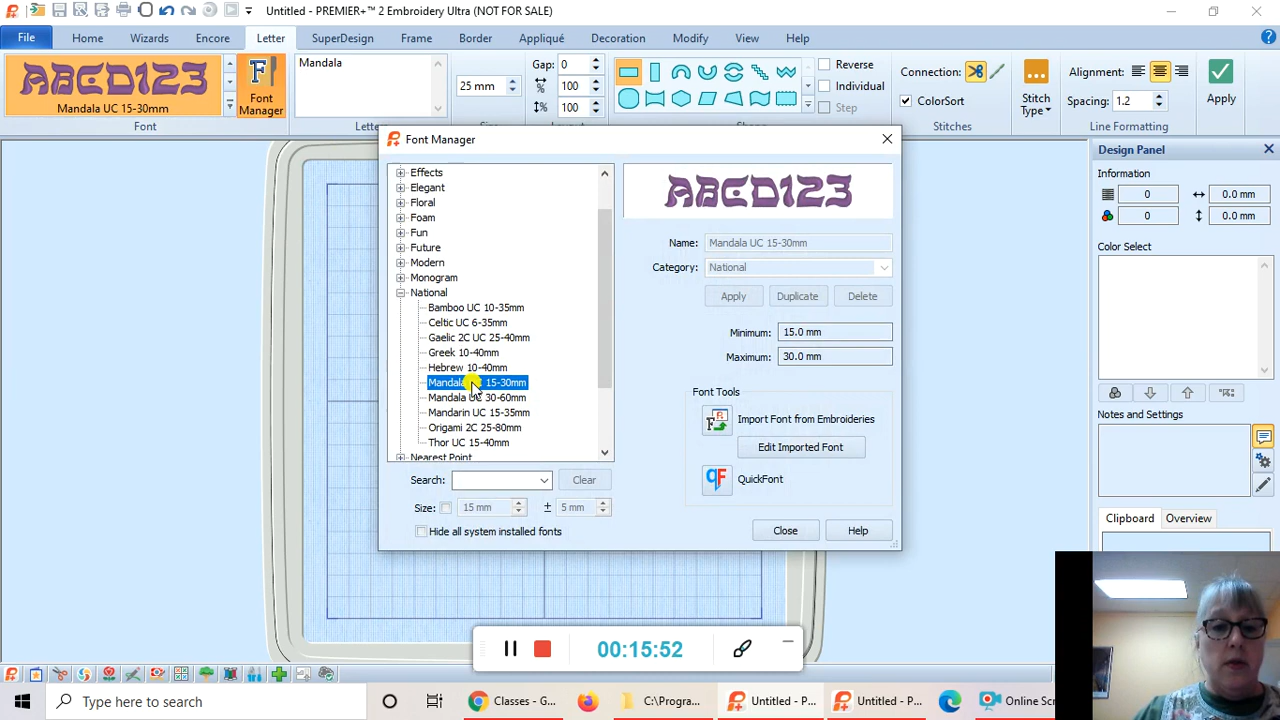 Untitled - PREMIER+™ 2 Embroidery Ultra (NOT FOR SALE)
File Home Wizards Encore Letter SuperDesign Frame Border Appliqué Decoration Modify View Help
ABCD123
Mandala UC 15-30mm
Font
Font Manager
Mandala
25 mm
Gap: 0
% 100
% 100
Reverse
Individual
Step
Connection:
ColorSort
Stitch Type
Stitches
Alignment:
Spacing: 1.2
Line Formatting
Apply
Font Manager
Effects
Elegant
Floral
Foam
Fun
Future
Modern
Monogram
National
Bamboo UC 10-35mm
Celtic UC 6-35mm
Gaelic 2C UC 25-40mm
Greek 10-40mm
Hebrew 10-40mm
Mandala UC 15-30mm
Mandala UC 30-60mm
Mandarin UC 15-35mm
Origami 2C 25-80mm
Thor UC 15-40mm
Nearest Point
Search:
Clear
Size: 15 mm ± 5 mm
Hide all system installed fonts
ABCD123
Name: Mandala UC 15-30mm
Category: National
Apply Duplicate Delete
Minimum: 15.0 mm
Maximum: 30.0 mm
Font Tools
Import Font from Embroideries
Edit Imported Font
QF QuickFont
Close Help
Design Panel
Information
0 0.0 mm
0 0.0 mm
Color Select
Notes and Settings
Clipboard Overview
00:15:52
Type here to search
Classes - G...
C:\Progra...
Untitled - P...
Untitled - P...
Online Scr